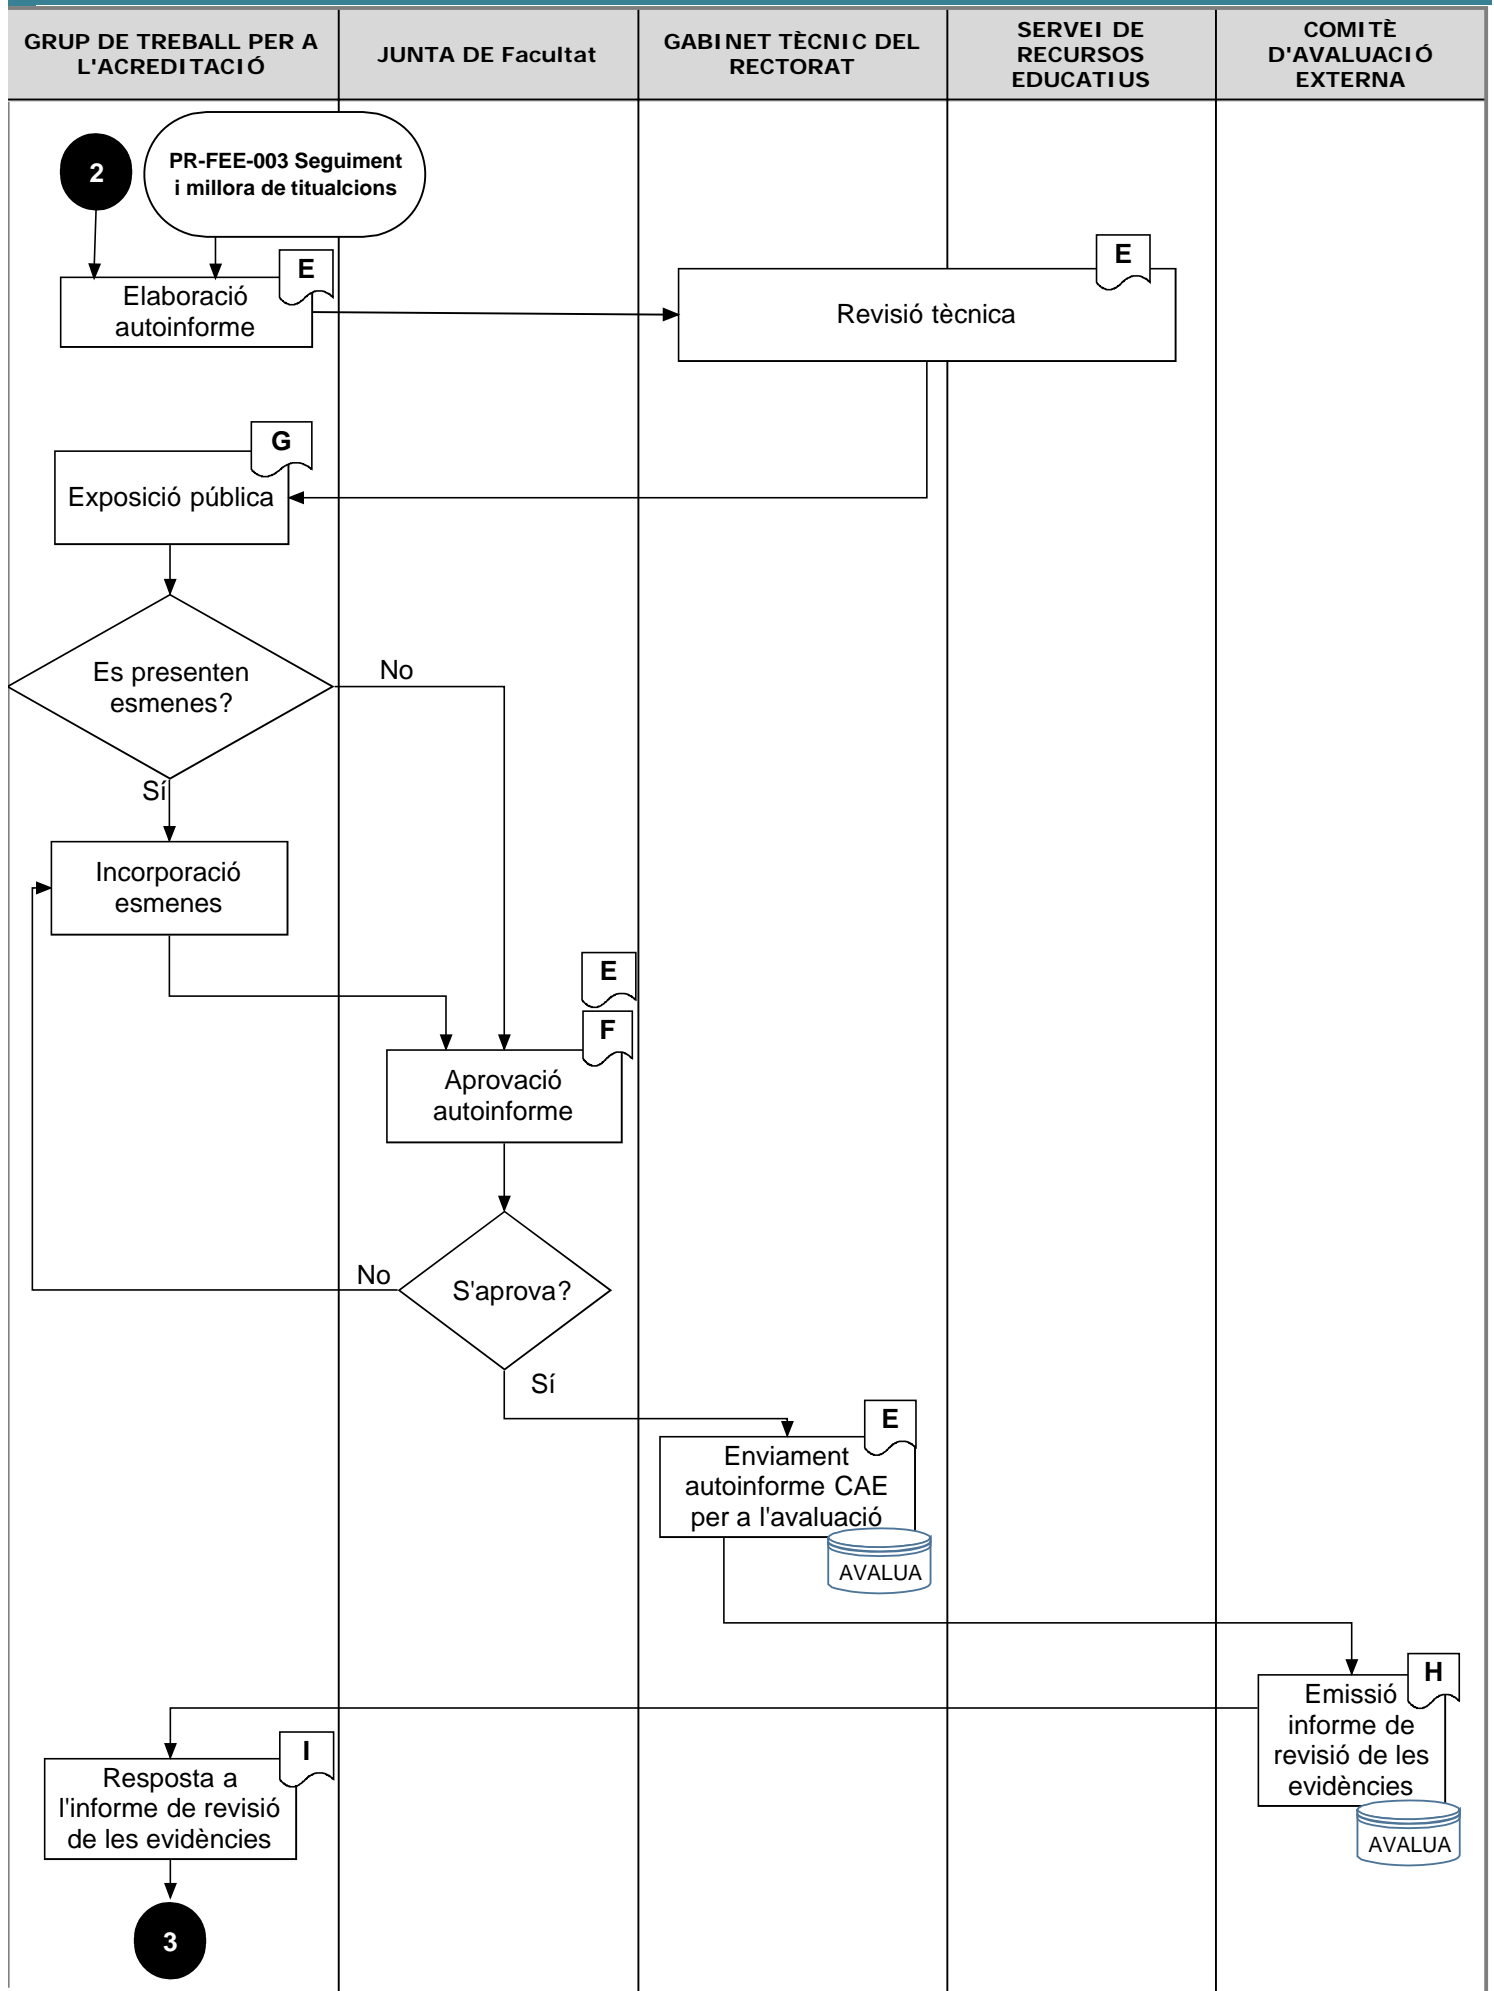 GRUP DE TREBALL PER A
L'ACREDITACIÓ
JUNTA DE Facultat
GABINET TÈCNIC DEL
RECTORAT
SERVEI DE
RECURSOS
EDUCATIUS
COMITÈ
D'AVALUACIÓ
EXTERNA
2
PR-FEE-003 Seguiment
i millora de titualcions
E
Elaboració
autoinforme
E
Revisió tècnica
G
Exposició pública
Es presenten
esmenes?
No
Sí
Incorporació
esmenes
E
F
Aprovació
autoinforme
No
S'aprova?
Sí
E
Enviament
autoinforme CAE
per a l'avaluació
AVALUA
H
Emissió
informe de
revisió de les
evidències
AVALUA
I
Resposta a
l'informe de revisió
de les evidències
3